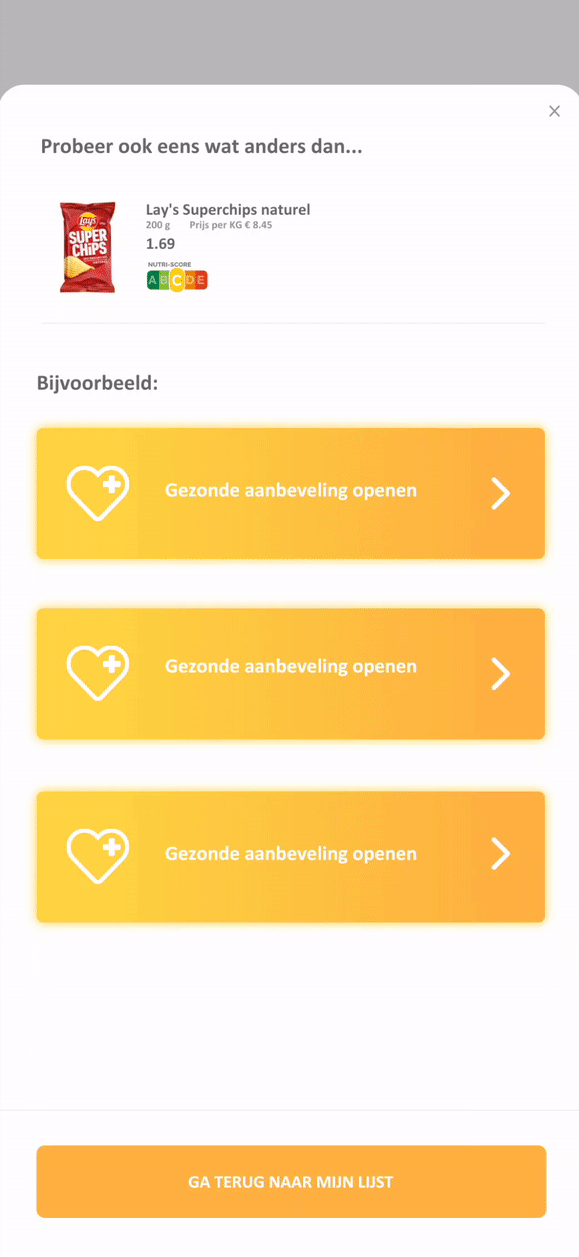 Probeer ook eens wat anders dan...
Lay's
SUPER
CHiPS
Lay's Superchips naturel
200 g Prijs per KG € 8.45
1.69
NUTRI-SCORE
A B C D E
Bijvoorbeeld:
Gezonde aanbeveling openen
Gezonde aanbeveling openen
Gezonde aanbeveling openen
GA TERUG NAAR MIJN LIJST